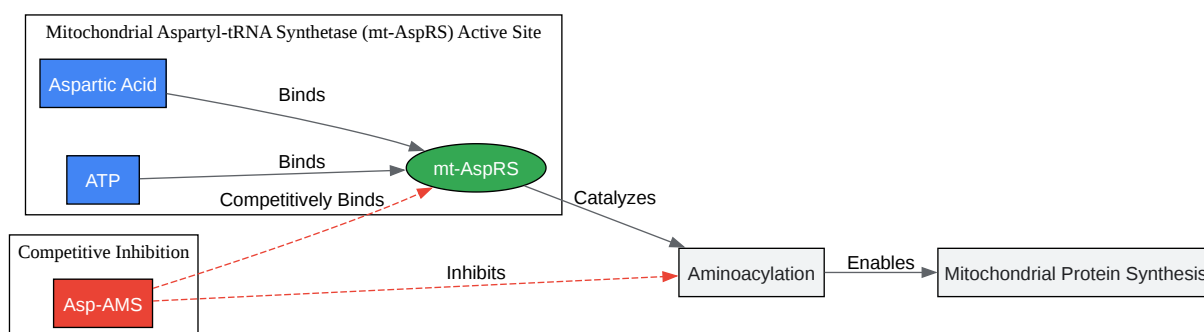 Mitochondrial Aspartyl-tRNA Synthetase (mt-AspRS) Active Site
Aspartic Acid
Binds
ATP
Binds
mt-AspRS
Competitively Binds
Catalyzes
Competitive Inhibition
Asp-AMS
Inhibits
Aminoacylation
Enables
Mitochondrial Protein Synthesis